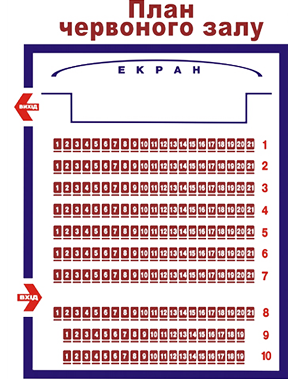 План
червоного залу
ЕКРАН
ВИХІД
1 2 3 4 5 6 7 8 9 10 11 12 13 14 15 16 17 18 19 20 21 1
1 2 3 4 5 6 7 8 9 10 11 12 13 14 15 16 17 18 19 20 21 2
1 2 3 4 5 6 7 8 9 10 11 12 13 14 15 16 17 18 19 20 21 3
1 2 3 4 5 6 7 8 9 10 11 12 13 14 15 16 17 18 19 20 21 4
1 2 3 4 5 6 7 8 9 10 11 12 13 14 15 16 17 18 19 20 21 5
1 2 3 4 5 6 7 8 9 10 11 12 13 14 15 16 17 18 19 20 21 6
1 2 3 4 5 6 7 8 9 10 11 12 13 14 15 16 17 18 19 20 21 7
ВХІД
1 2 3 4 5 6 7 8 9 10 11 12 13 14 15 16 17 18 19 20 21 8
1 2 3 4 5 6 7 8 9 10 11 12 13 14 15 16 17 18 19 9
1 2 3 4 5 6 7 8 9 10 11 12 13 14 15 16 17 18 19 10